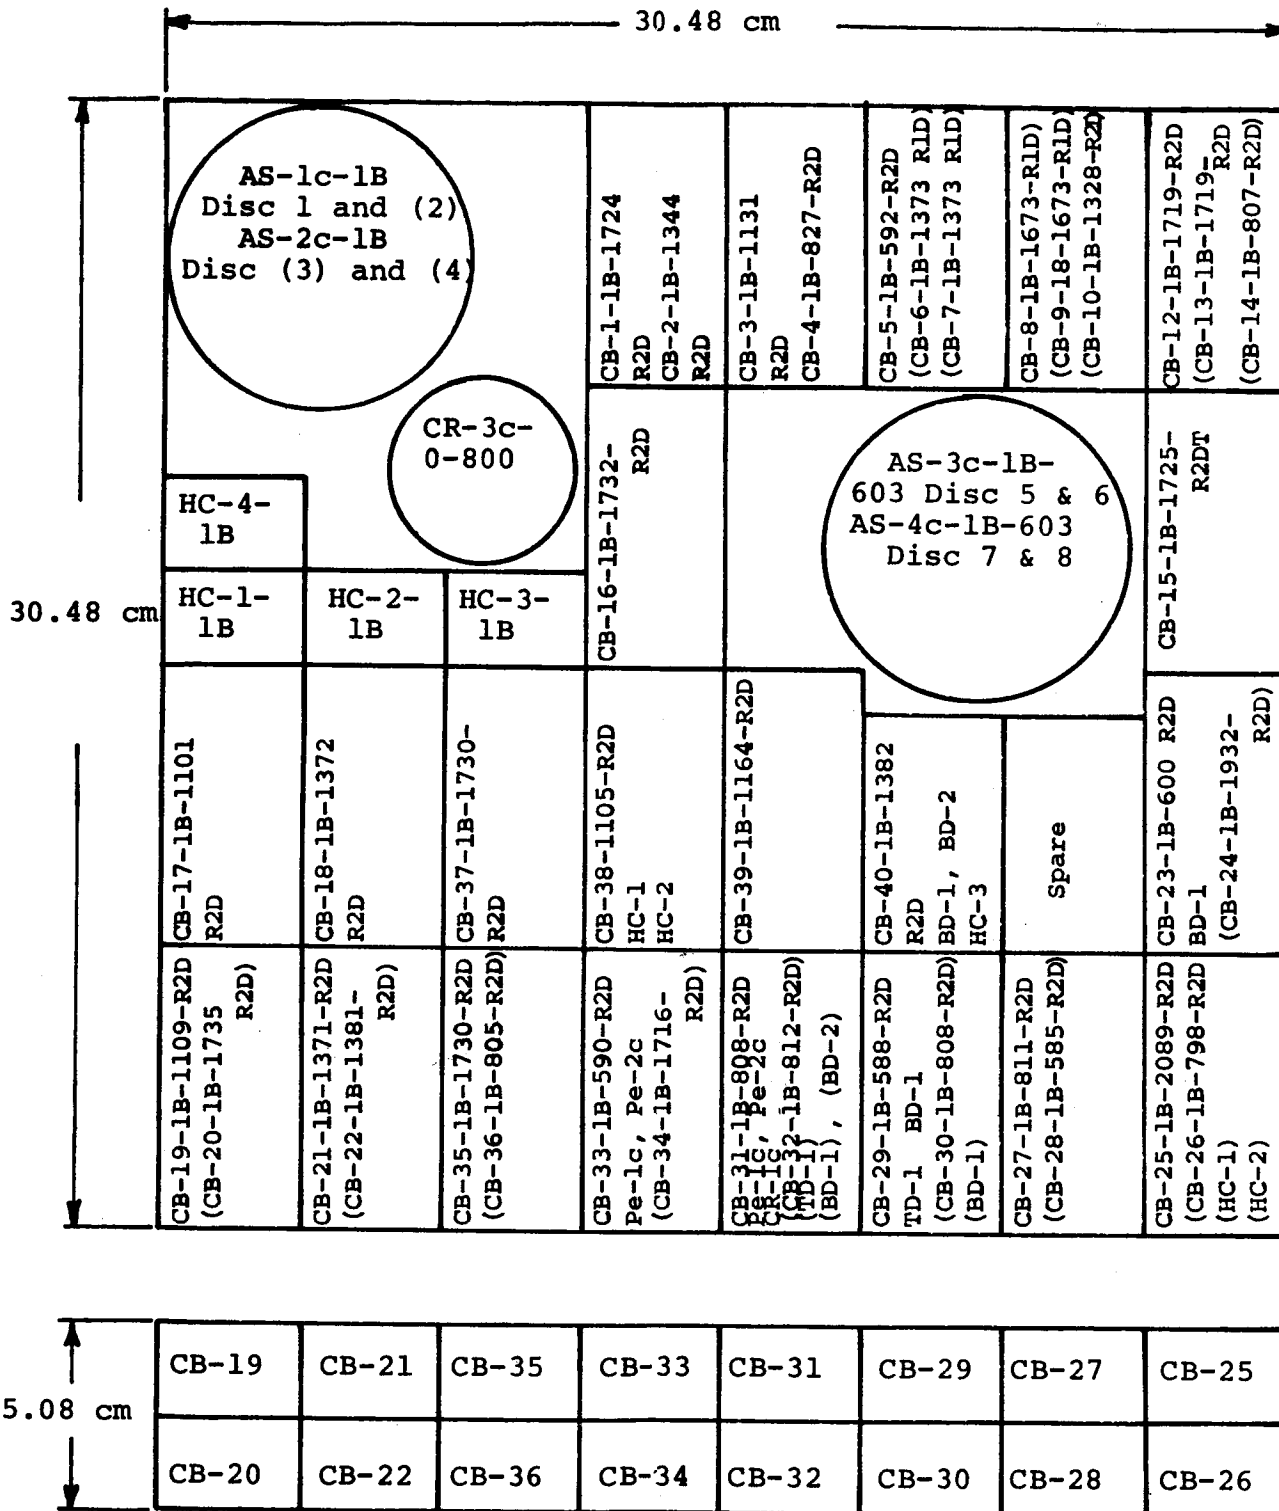 30.48 cm
AS-1c-1B
Disc 1 and (2)
AS-2c-1B
Disc (3) and (4)
CR-3c-
0-800
HC-4-
1B
HC-1-
1B
HC-2-
1B
HC-3-
1B
30.48 cm
CB-1-1B-1724
R2D
CB-2-1B-1344
R2D
CB-3-1B-1131
R2D
CB-4-1B-827-R2D
CB-5-1B-592-R2D
(CB-6-1B-1373 R1D)
(CB-7-1B-1373 R1D)
CB-8-1B-1673-R1D)
(CB-9-18-1673-R1D)
(CB-10-1B-1328-R2D)
CB-12-1B-1719-R2D
(CB-13-1B-1719-
R2D
(CB-14-1B-807-R2D)
CB-16-1B-1732-
R2D
AS-3c-1B-
603 Disc 5 & 6
AS-4c-1B-603
Disc 7 & 8
CB-15-1B-1725-
R2DT
CB-17-1B-1101
R2D
CB-18-1B-1372
R2D
CB-37-1B-1730-
R2D
CB-38-1105-R2D
HC-1
HC-2
CB-39-1B-1164-R2D
CB-40-1B-1382
R2D
BD-1, BD-2
HC-3
Spare
CB-23-1B-600 R2D
BD-1
(CB-24-1B-1932-
R2D)
CB-19-1B-1109-R2D
(CB-20-1B-1735
R2D)
CB-21-1B-1371-R2D
(CB-22-1B-1381-
R2D)
CB-35-1B-1730-R2D
(CB-36-1B-805-R2D)
CB-33-1B-590-R2D
Pe-1c, Pe-2c
(CB-34-1B-1716-
R2D)
CB-31-1B-808-R2D
Pe-1c, Pe-2c
CR-1c
(CB-32-1B-812-R2D)
(TD-1)
(BD-1), (BD-2)
CB-29-1B-588-R2D
TD-1 BD-1
(CB-30-1B-808-R2D)
(BD-1)
CB-27-1B-811-R2D
(CB-28-1B-585-R2D)
CB-25-1B-2089-R2D
(CB-26-1B-798-R2D
(HC-1)
(HC-2)
5.08 cm
CB-19 CB-21 CB-35 CB-33 CB-31 CB-29 CB-27 CB-25
CB-20 CB-22 CB-36 CB-34 CB-32 CB-30 CB-28 CB-26